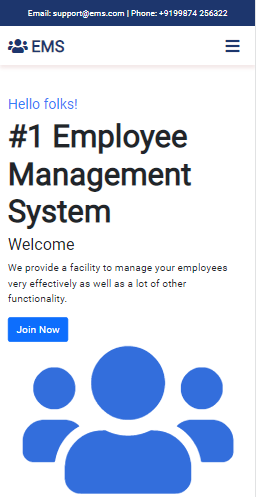 Email: support@ems.com | Phone: +9199874 256322
EMS
Hello folks!
#1 Employee
Management
System
Welcome
We provide a facility to manage your employees
very effectively as well as a lot of other
functionality.
Join Now